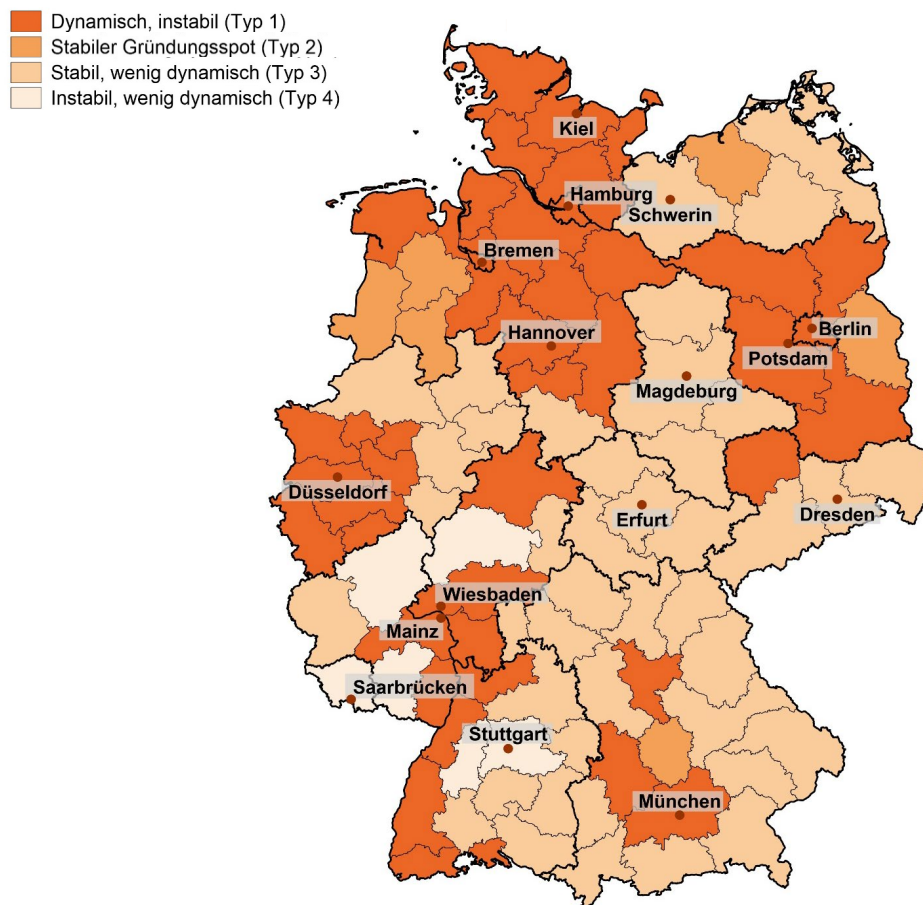 Dynamisch, instabil (Typ 1)
Stabiler Gründungsspot (Typ 2)
Stabil, wenig dynamisch (Typ 3)
Instabil, wenig dynamisch (Typ 4)
Kiel
Hamburg
Schwerin
Bremen
Hannover
Berlin
Potsdam
Magdeburg
Düsseldorf
Erfurt
Dresden
Wiesbaden
Mainz
Saarbrücken
Stuttgart
München